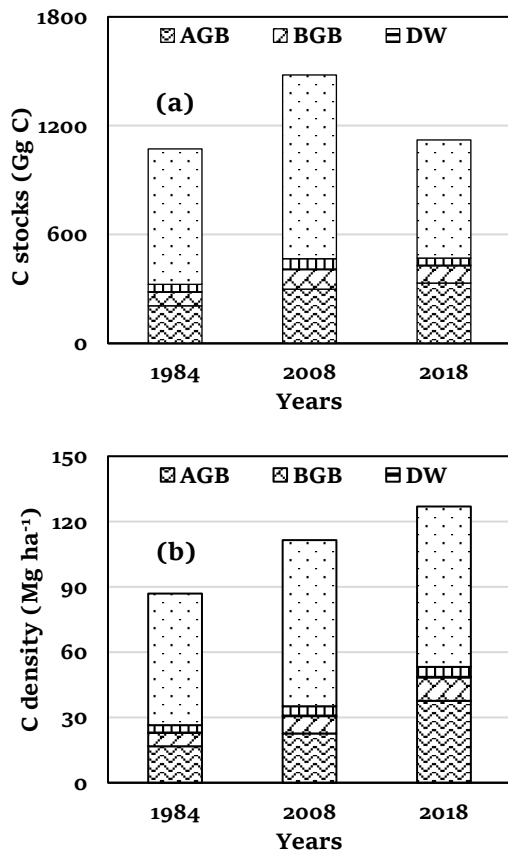 1800
AGB BGB DW
(a)
1200
C stocks (Gg C)
600
0
1984 2008 2018
Years
150
AGB BGB DW
120
(b)
90
C density (Mg ha⁻¹)
60
30
0
1984 2008 2018
Years